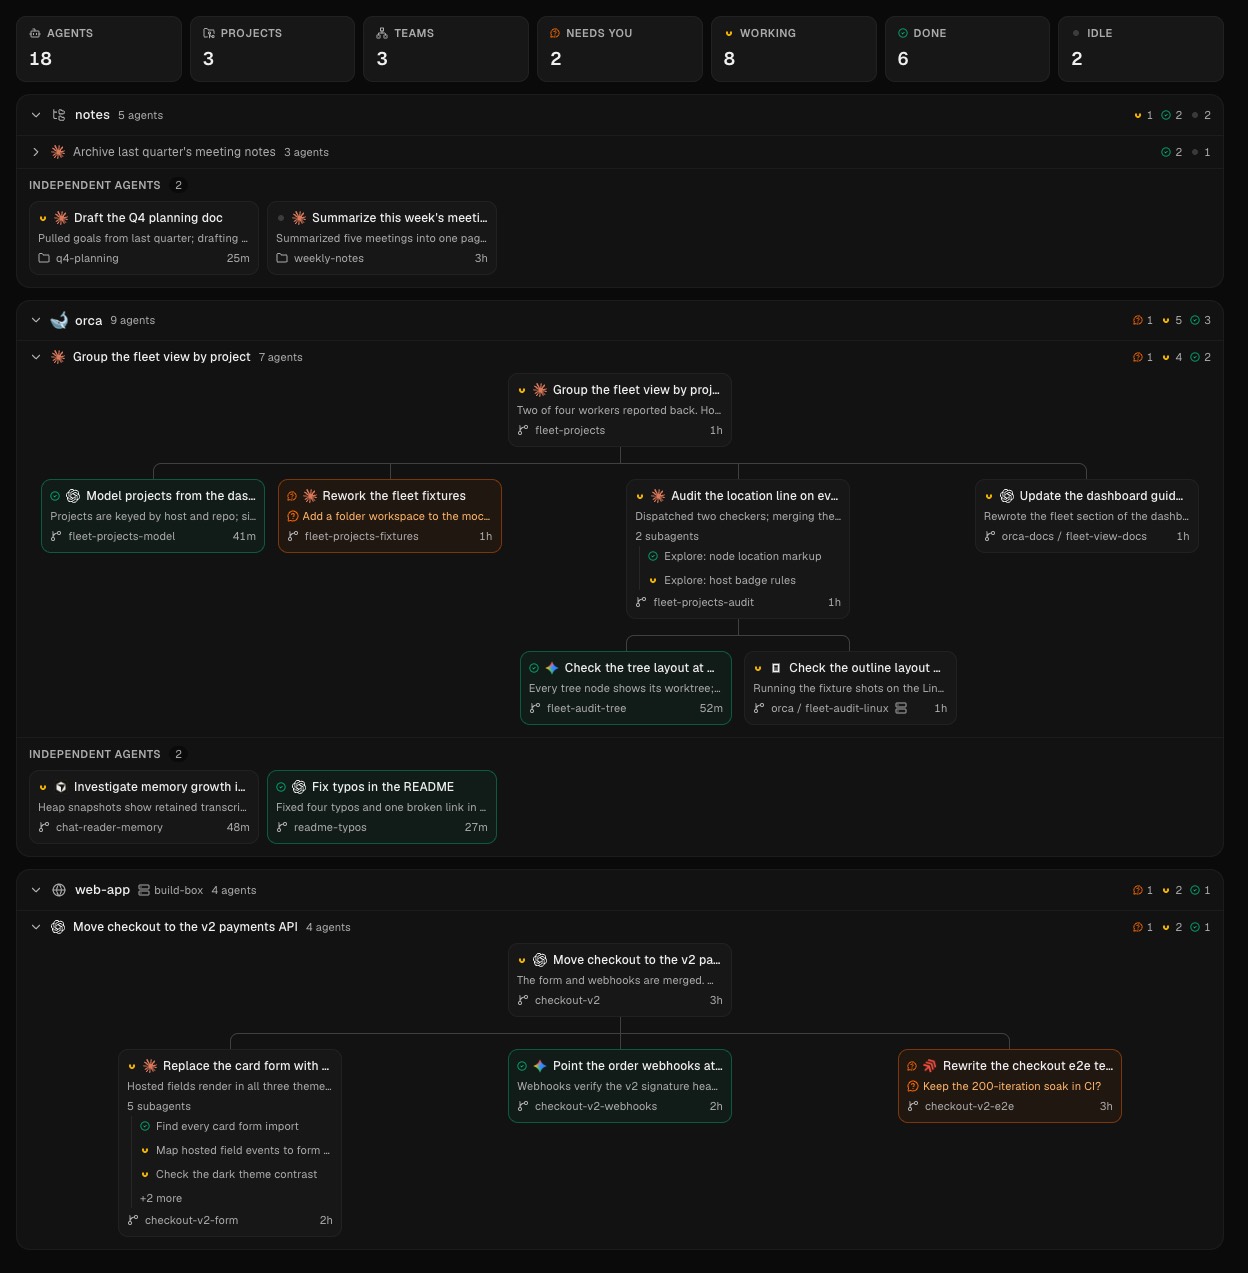 AGENTS
18
PROJECTS
3
TEAMS
3
NEEDS YOU
2
WORKING
8
DONE
6
IDLE
2
notes 5 agents 1 2 2
Archive last quarter's meeting notes 3 agents 2 1
INDEPENDENT AGENTS 2
Draft the Q4 planning doc
Pulled goals from last quarter; drafting ...
q4-planning 25m
Summarize this week's meeti...
Summarized five meetings into one pag...
weekly-notes 3h
orca 9 agents 1 5 3
Group the fleet view by project 7 agents 1 4 2
Group the fleet view by proj...
Two of four workers reported back. Ho...
fleet-projects 1h
Model projects from the das...
Projects are keyed by host and repo; si...
fleet-projects-model 41m
Rework the fleet fixtures
Add a folder workspace to the moc...
fleet-projects-fixtures 1h
Audit the location line on ev...
Dispatched two checkers; merging the...
2 subagents
Explore: node location markup
Explore: host badge rules
fleet-projects-audit 1h
Update the dashboard guid...
Rewrote the fleet section of the dashb...
orca-docs / fleet-view-docs 1h
Check the tree layout at ...
Every tree node shows its worktree;...
fleet-audit-tree 52m
Check the outline layout ...
Running the fixture shots on the Lin...
orca / fleet-audit-linux 1h
INDEPENDENT AGENTS 2
Investigate memory growth i...
Heap snapshots show retained transcri...
chat-reader-memory 48m
Fix typos in the README
Fixed four typos and one broken link in ...
readme-typos 27m
web-app build-box 4 agents 1 2 1
Move checkout to the v2 payments API 4 agents 1 2 1
Move checkout to the v2 pa...
The form and webhooks are merged. ...
checkout-v2 3h
Replace the card form with ...
Hosted fields render in all three theme...
5 subagents
Find every card form import
Map hosted field events to form ...
Check the dark theme contrast
+2 more
checkout-v2-form 2h
Point the order webhooks at...
Webhooks verify the v2 signature hea...
checkout-v2-webhooks 2h
Rewrite the checkout e2e te...
Keep the 200-iteration soak in CI?
checkout-v2-e2e 3h